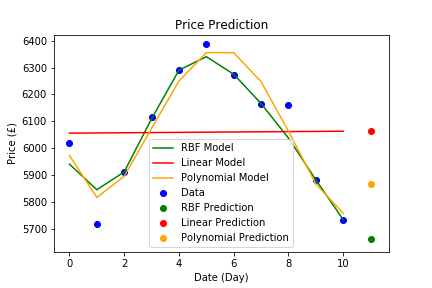 Price Prediction
Price (£)
6400
6300
6200
6100
6000
5900
5800
5700
RBF Model
Linear Model
Polynomial Model
Data
RBF Prediction
Linear Prediction
Polynomial Prediction
0
2
4
6
8
10
Date (Day)